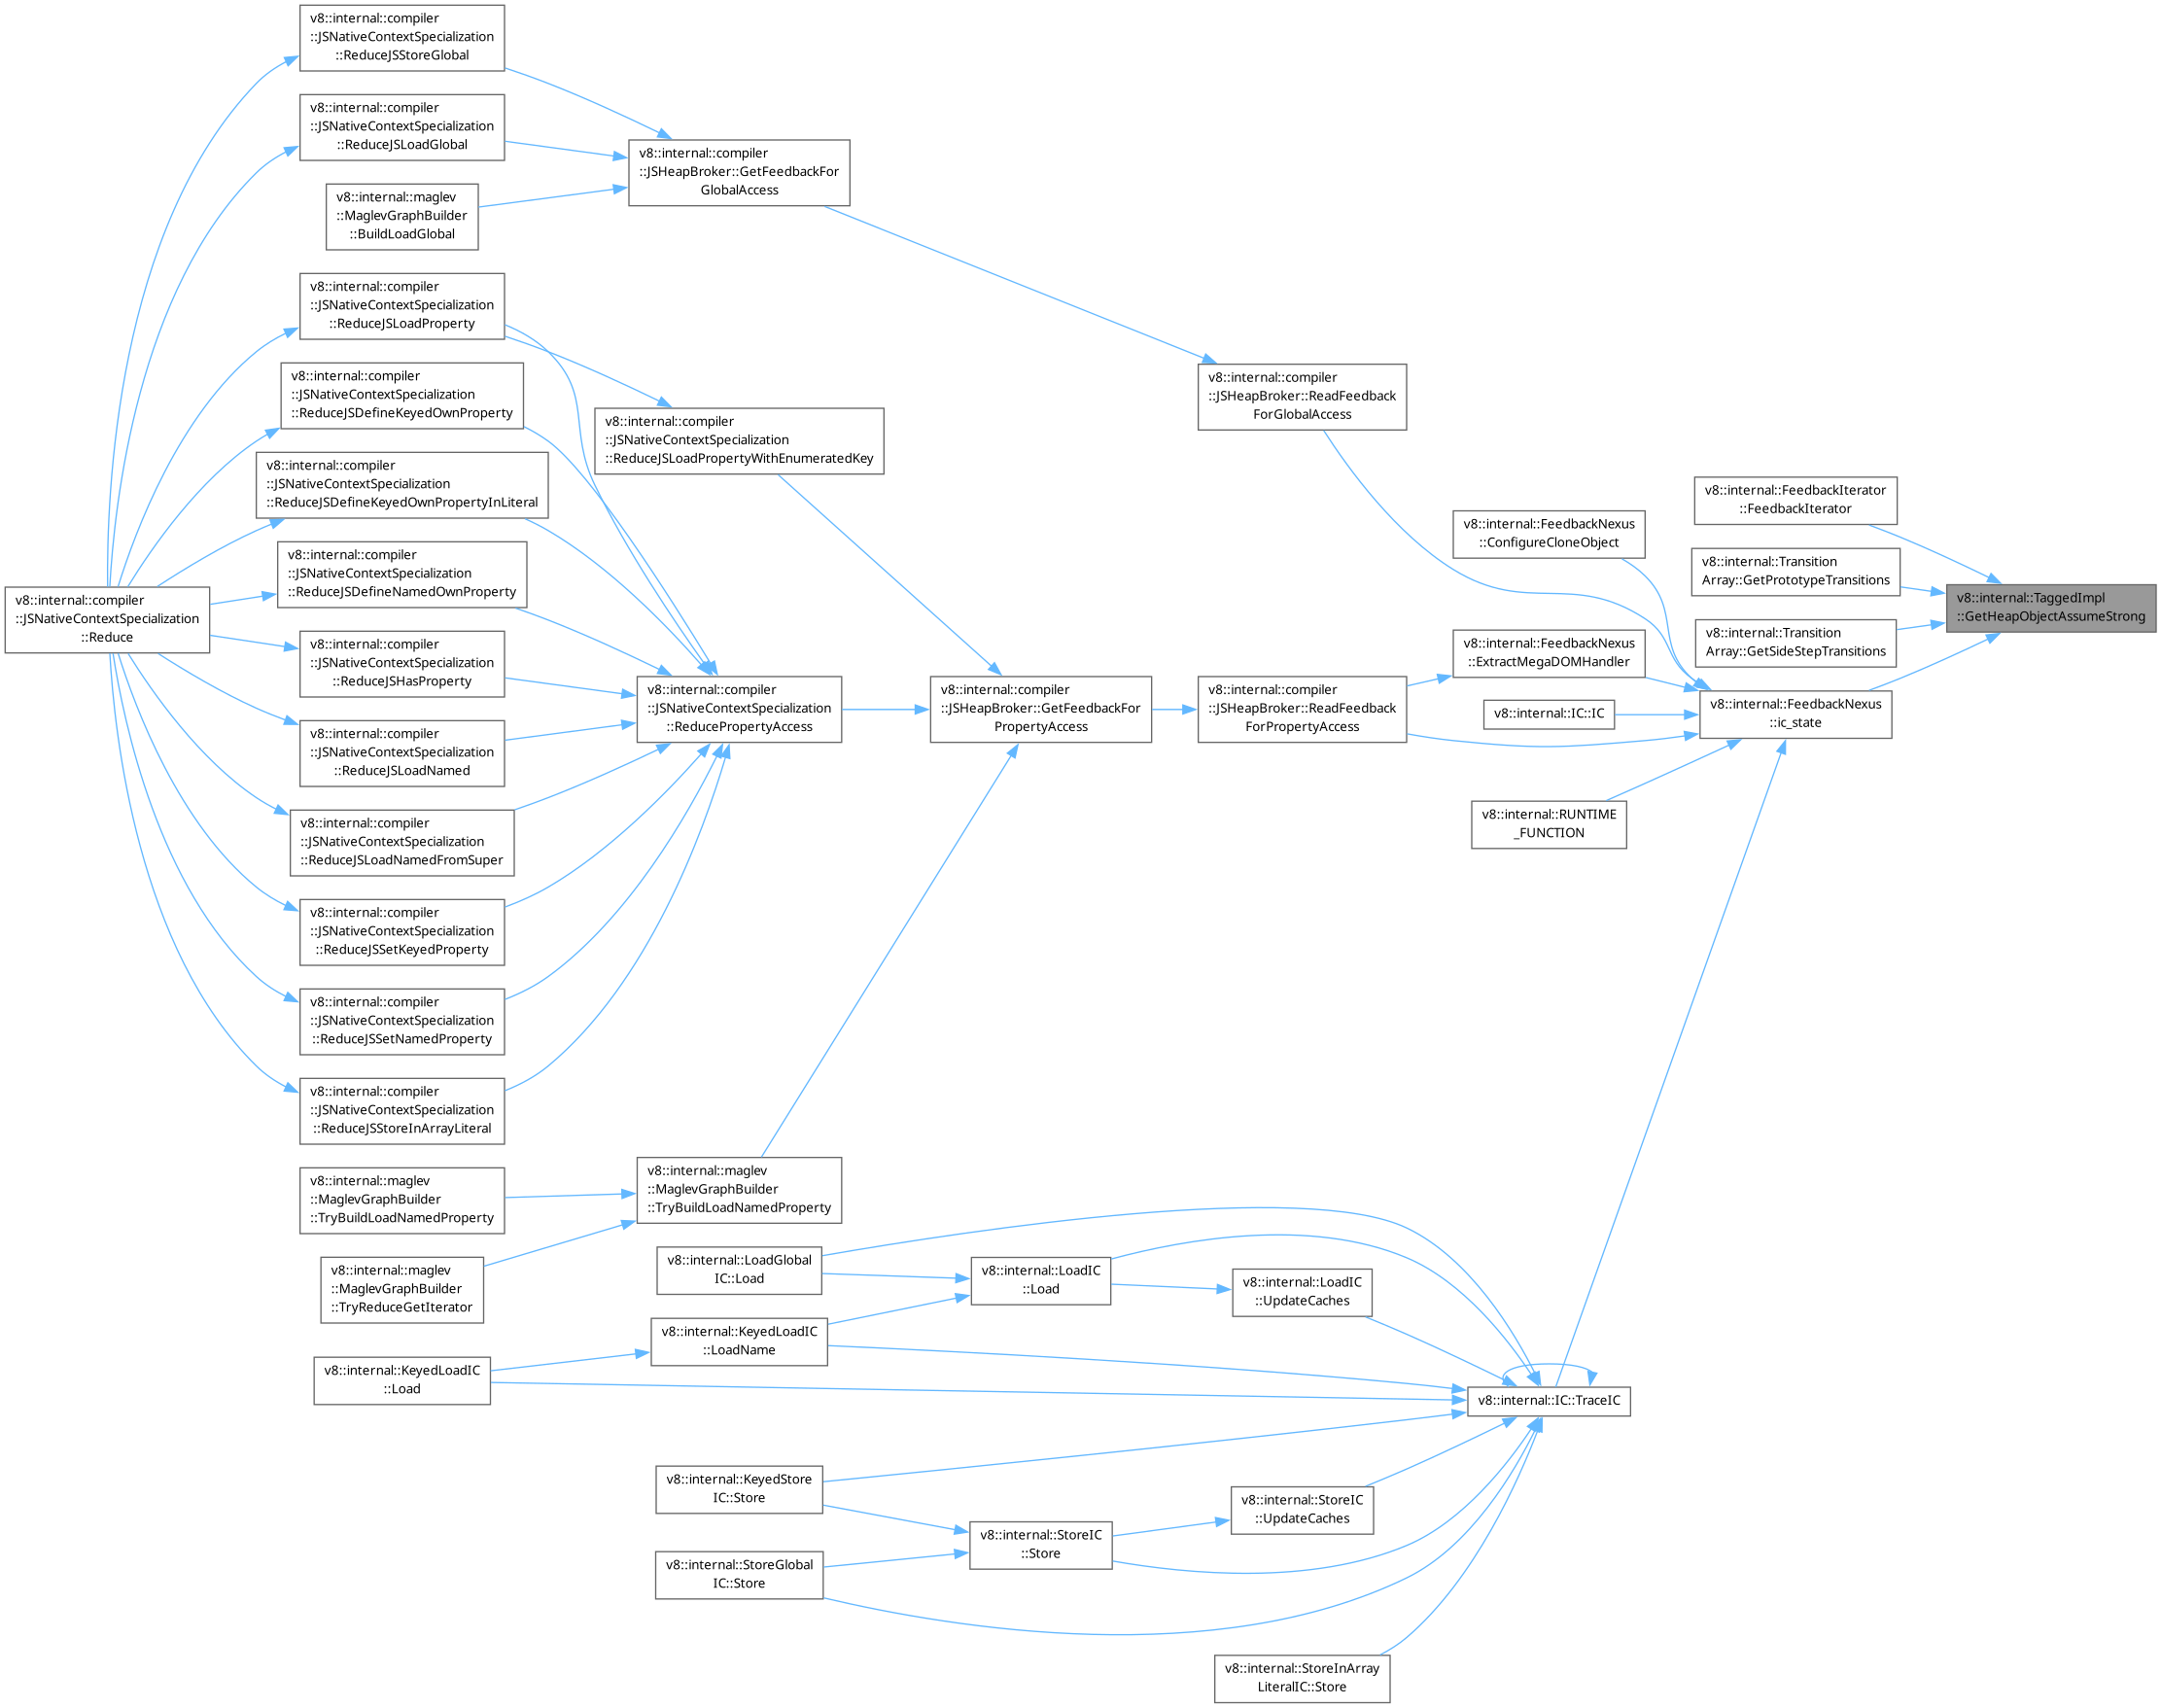 v8::internal::compiler
::JSNativeContextSpecialization
::ReduceJSStoreGlobal
v8::internal::compiler
::JSNativeContextSpecialization
::ReduceJSLoadGlobal
v8::internal::compiler
::JSHeapBroker::GetFeedbackFor
GlobalAccess
v8::internal::maglev
::MaglevGraphBuilder
::BuildLoadGlobal
v8::internal::compiler
::JSNativeContextSpecialization
::ReduceJSLoadProperty
v8::internal::compiler
::JSNativeContextSpecialization
::ReduceJSDefineKeyedOwnProperty
v8::internal::compiler
::JSHeapBroker::ReadFeedback
ForGlobalAccess
v8::internal::compiler
::JSNativeContextSpecialization
::ReduceJSLoadPropertyWithEnumeratedKey
v8::internal::compiler
::JSNativeContextSpecialization
::ReduceJSDefineKeyedOwnPropertyInLiteral
v8::internal::FeedbackIterator
::FeedbackIterator
v8::internal::FeedbackNexus
::ConfigureCloneObject
v8::internal::compiler
::JSNativeContextSpecialization
::ReduceJSDefineNamedOwnProperty
v8::internal::Transition
Array::GetPrototypeTransitions
v8::internal::compiler
::JSNativeContextSpecialization
::Reduce
v8::internal::TaggedImpl
::GetHeapObjectAssumeStrong
v8::internal::Transition
Array::GetSideStepTransitions
v8::internal::compiler
::JSNativeContextSpecialization
::ReduceJSHasProperty
v8::internal::FeedbackNexus
::ExtractMegaDOMHandler
v8::internal::compiler
::JSNativeContextSpecialization
::ReducePropertyAccess
v8::internal::compiler
::JSHeapBroker::GetFeedbackFor
PropertyAccess
v8::internal::compiler
::JSHeapBroker::ReadFeedback
ForPropertyAccess
v8::internal::IC::IC
v8::internal::FeedbackNexus
::ic_state
v8::internal::compiler
::JSNativeContextSpecialization
::ReduceJSLoadNamed
v8::internal::RUNTIME
_FUNCTION
v8::internal::compiler
::JSNativeContextSpecialization
::ReduceJSLoadNamedFromSuper
v8::internal::compiler
::JSNativeContextSpecialization
::ReduceJSSetKeyedProperty
v8::internal::compiler
::JSNativeContextSpecialization
::ReduceJSSetNamedProperty
v8::internal::compiler
::JSNativeContextSpecialization
::ReduceJSStoreInArrayLiteral
v8::internal::maglev
::MaglevGraphBuilder
::TryBuildLoadNamedProperty
v8::internal::maglev
::MaglevGraphBuilder
::TryBuildLoadNamedProperty
v8::internal::maglev
::MaglevGraphBuilder
::TryReduceGetIterator
v8::internal::LoadGlobal
IC::Load
v8::internal::LoadIC
::Load
v8::internal::LoadIC
::UpdateCaches
v8::internal::KeyedLoadIC
::LoadName
v8::internal::KeyedLoadIC
::Load
v8::internal::IC::TraceIC
v8::internal::KeyedStore
IC::Store
v8::internal::StoreIC
::UpdateCaches
v8::internal::StoreIC
::Store
v8::internal::StoreGlobal
IC::Store
v8::internal::StoreInArray
LiteralIC::Store